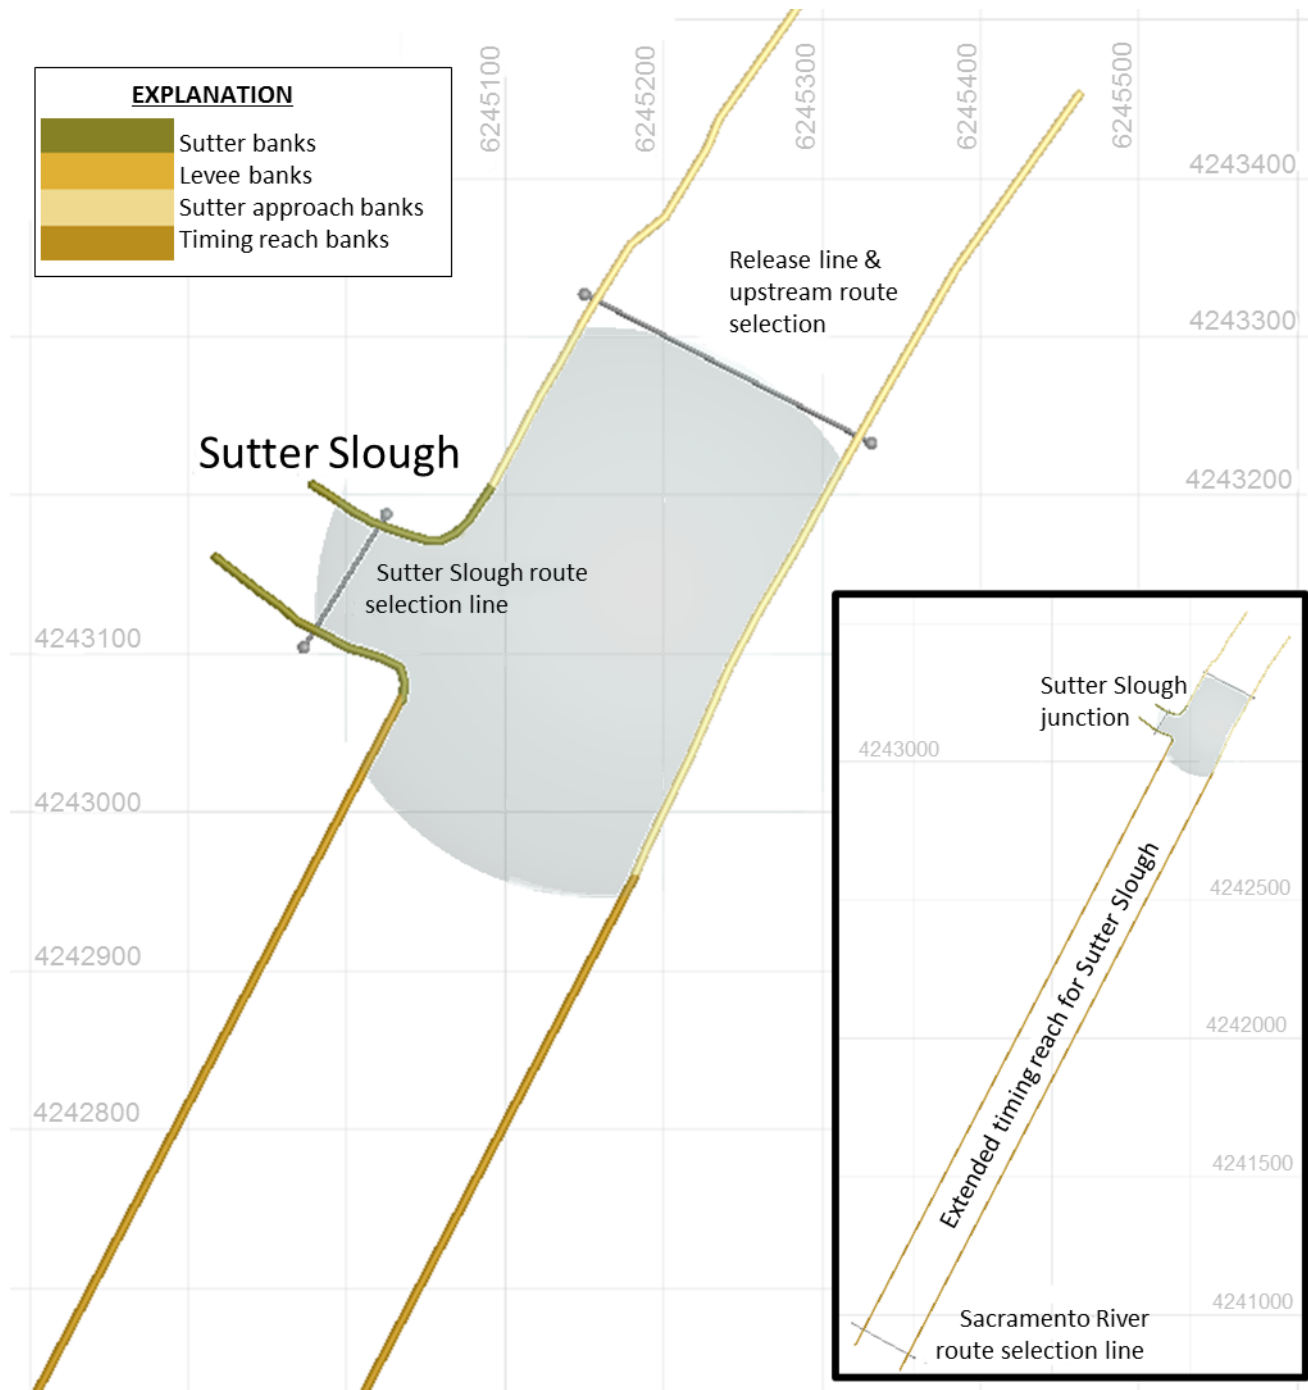 6245100
6245200
6245300
6245400
6245500
EXPLANATION
Sutter banks
Levee banks
Sutter approach banks
Timing reach banks
4243400
Release line &
upstream route
selection
4243300
Sutter Slough
4243200
Sutter Slough route
selection line
4243100
4243000
4242900
4242800
Sutter Slough
junction
4243000
4242500
Extended timing reach for Sutter Slough
4242000
4241500
4241000
Sacramento River
route selection line